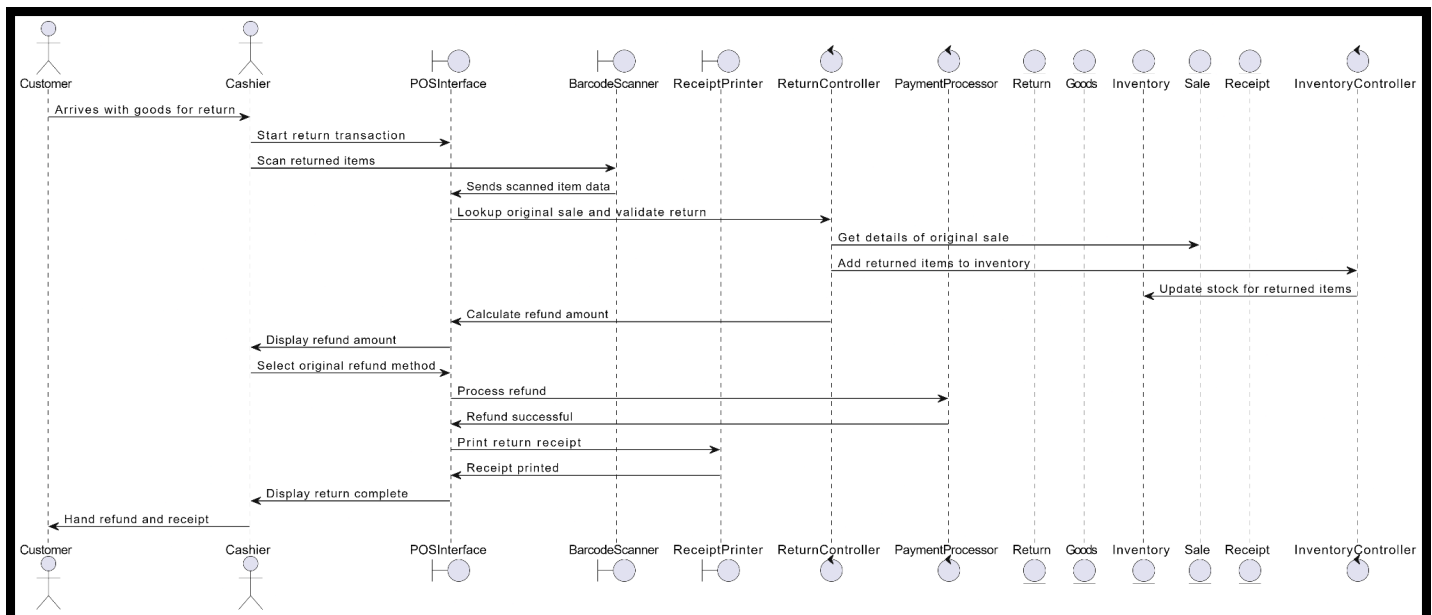 Customer
Cashier
POSInterface
BarcodeScanner
ReceiptPrinter
ReturnController
PaymentProcessor
Return
Goods
Inventory
Sale
Receipt
InventoryController
Arrives with goods for return
Start return transaction
Scan returned items
Sends scanned item data
Lookup original sale and validate return
Get details of original sale
Add returned items to inventory
Update stock for returned items
Calculate refund amount
Display refund amount
Select original refund method
Process refund
Refund successful
Print return receipt
Receipt printed
Display return complete
Hand refund and receipt
Customer
Cashier
POSInterface
BarcodeScanner
ReceiptPrinter
ReturnController
PaymentProcessor
Return
Goods
Inventory
Sale
Receipt
InventoryController